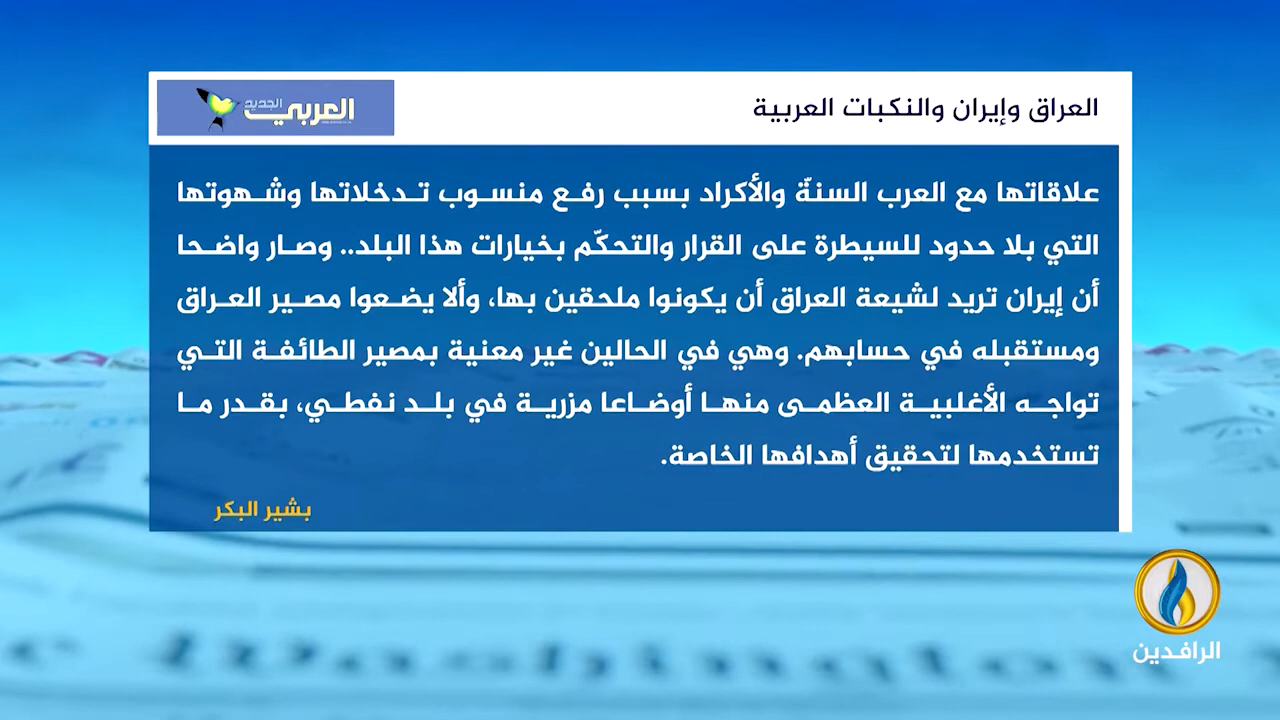 العراق وإيران والنكبات العربية
العربي الجديد
علاقاتها مع العرب السنة والأكراد بسبب رفع منسوب تدخلاتها وشهوتها
التي بلا حدود للسيطرة على القرار والتحكّم بخيارات هذا البلد.. وصار واضحا
أن إيران تريد لشيعة العراق أن يكونوا ملحقين بها، وألا يضعوا مصير العراق
ومستقبله في حسابهم. وهي في الحالين غير معنية بمصير الطائفة التي
تواجه الأغلبية العظمى منها أوضاعا مزرية في بلد نفطي، بقدر ما
تستخدمها لتحقيق أهدافها الخاصة.
بشير البكر
الرافدين